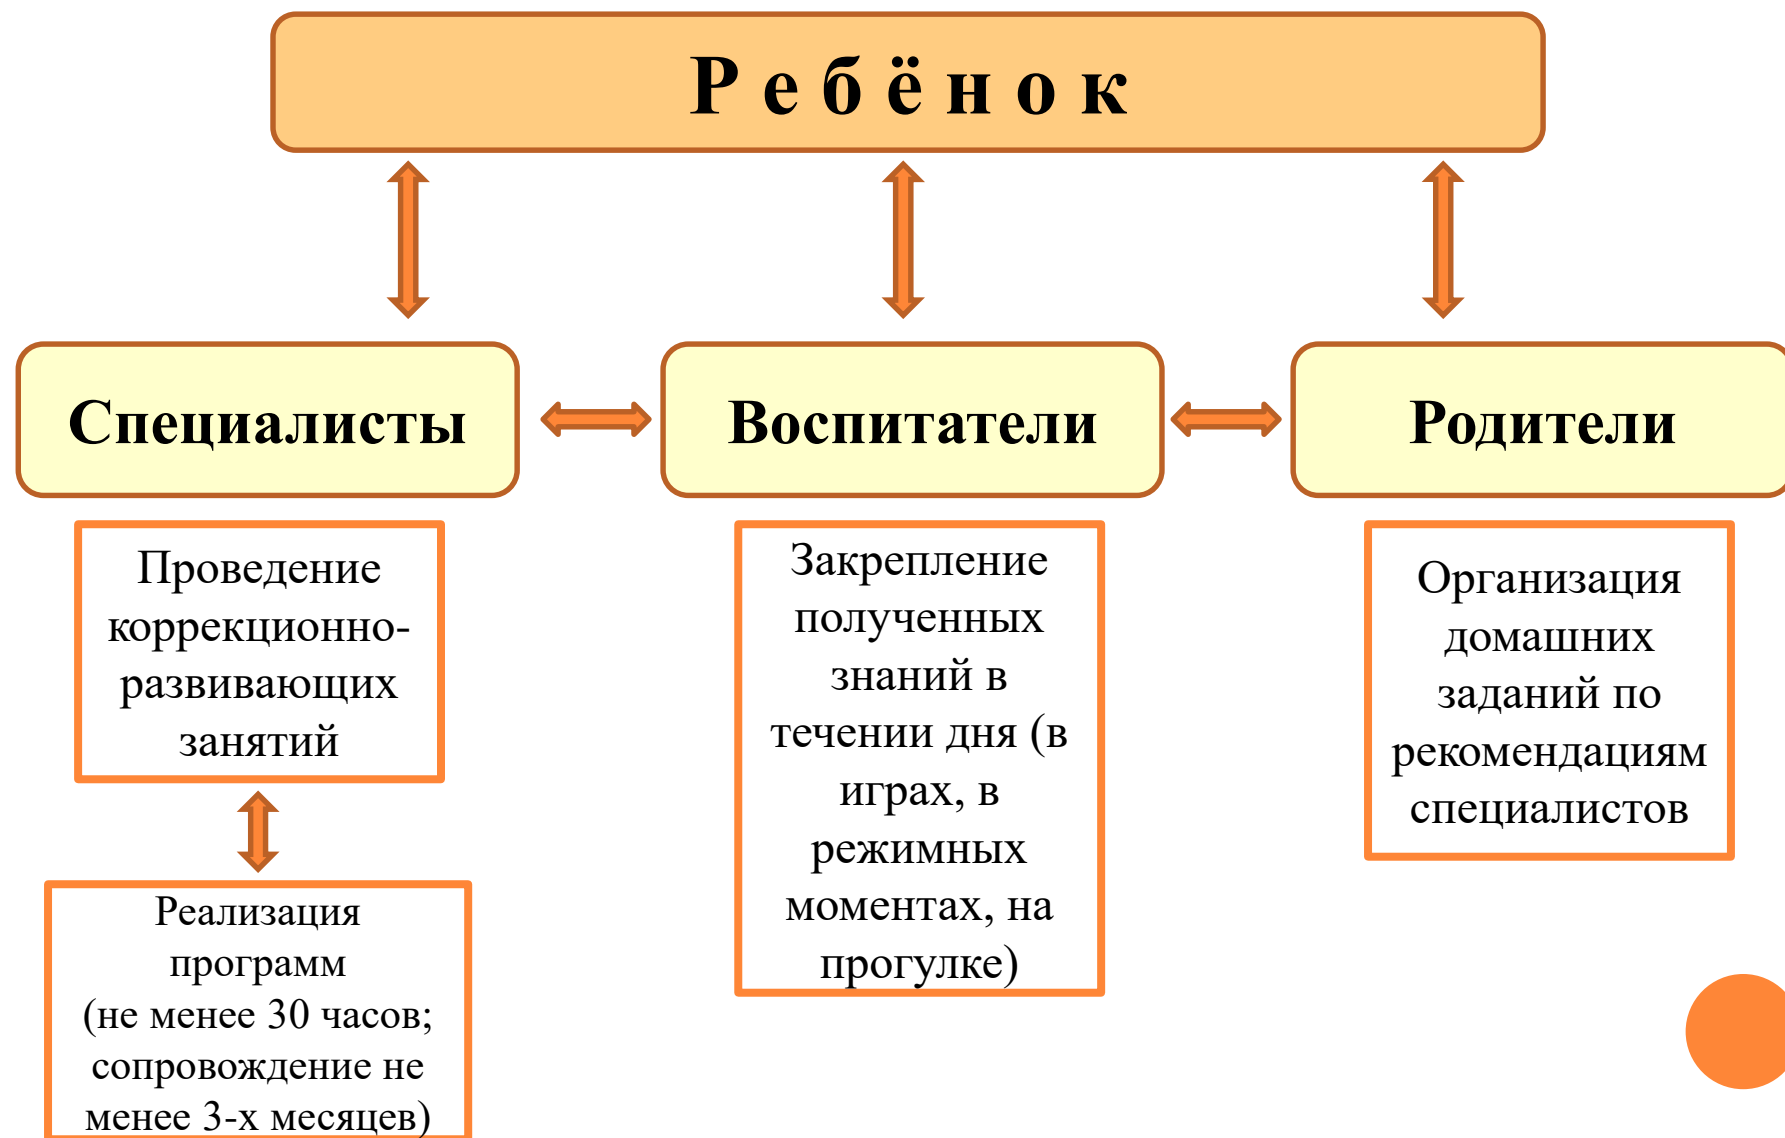 Р е б ё н о к
Специалисты
Воспитатели
Родители
Проведение
коррекционно-
развивающих
занятий
Реализация
программ
(не менее 30 часов;
сопровождение не
менее 3-х месяцев)
Закрепление
полученных
знаний в
течении дня (в
играх, в
режимных
моментах, на
прогулке)
Организация
домашних
заданий по
рекомендациям
специалистов